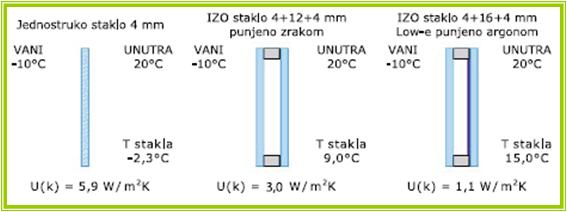 Jednostruko staklo 4 mm
VANI
-10°C
UNUTRA
20°C
T stakla
-2,3°C
U(k) = 5,9 W/m²K
IZO staklo 4+12+4 mm
punjeno zrakom
VANI
-10°C
UNUTRA
20°C
T stakla
9,0°C
U(k) = 3,0 W/m²K
IZO staklo 4+16+4 mm
Low-e punjeno argonom
VANI
-10°C
UNUTRA
20°C
T stakla
15,0°C
U(k) = 1,1 W/m²K